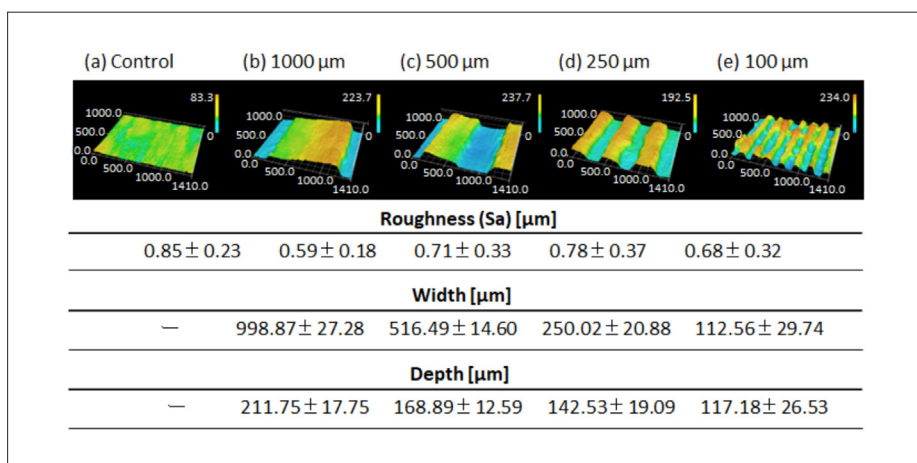 (a) Control (b) 1000 µm (c) 500 µm (d) 250 µm (e) 100 µm
83.3 223.7 237.7 192.5 234.0
1000.0 1000.0 1000.0 1000.0 1000.0
500.0 0 500.0 0 500.0 0 500.0 0 500.0 0
0.0 0.0 0.0 0.0 0.0
0.0 0.0 0.0 0.0 0.0
500.0 500.0 500.0 500.0 500.0
1000.0 1000.0 1000.0 1000.0 1000.0
1410.0 1410.0 1410.0 1410.0 1410.0
Roughness (Sa) [µm]
0.85 ± 0.23 0.59 ± 0.18 0.71 ± 0.33 0.78 ± 0.37 0.68 ± 0.32
Width [µm]
— 998.87 ± 27.28 516.49 ± 14.60 250.02 ± 20.88 112.56 ± 29.74
Depth [µm]
— 211.75 ± 17.75 168.89 ± 12.59 142.53 ± 19.09 117.18 ± 26.53